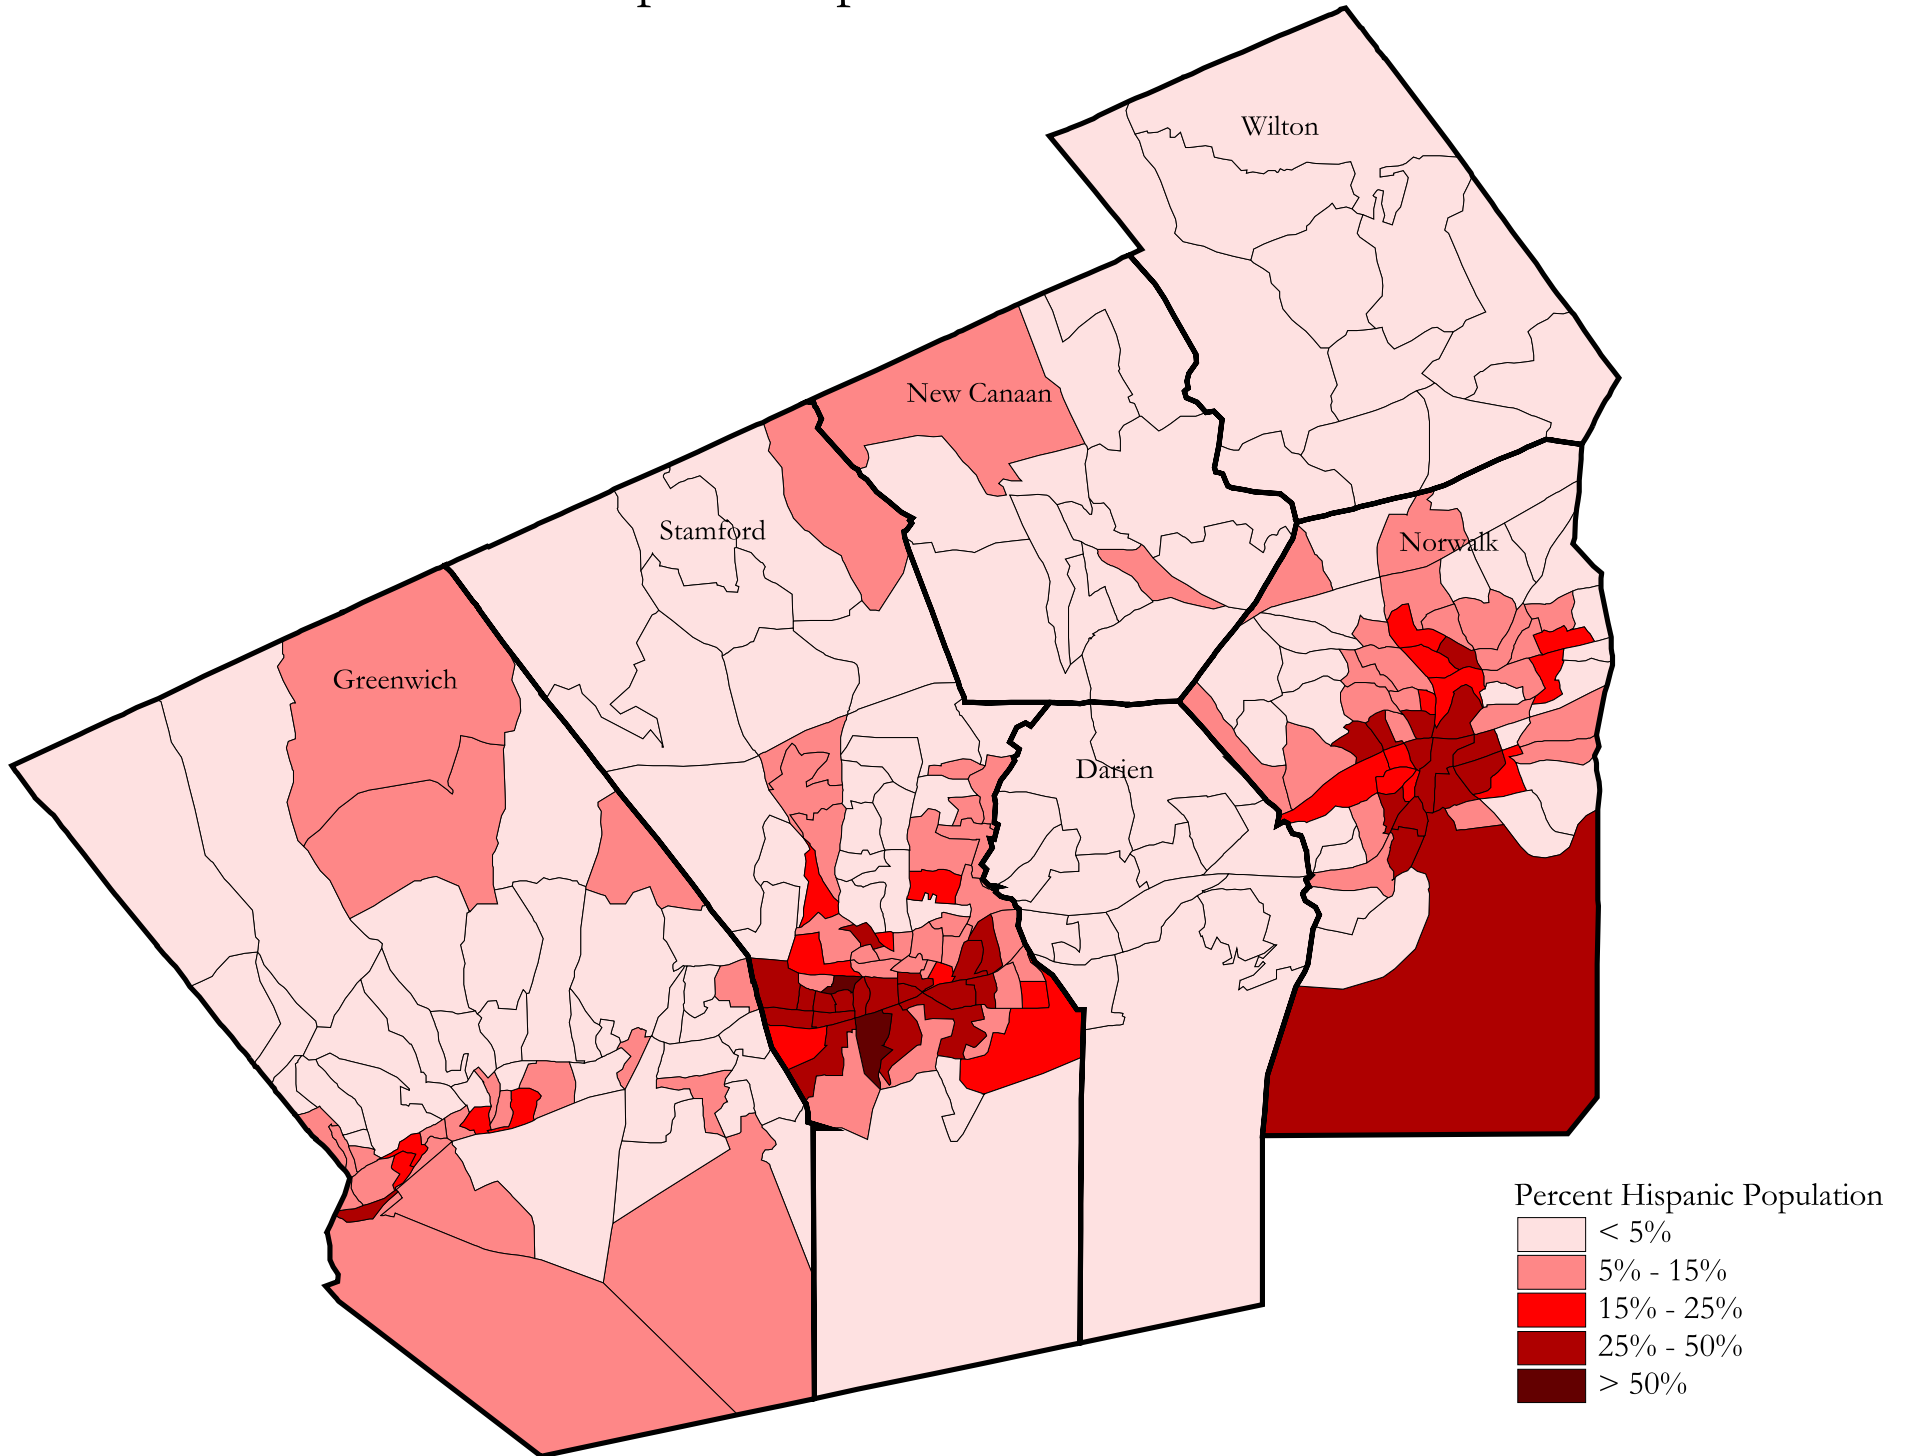 Wilton
New Canaan
Stamford
Norwalk
Greenwich
Darien
Percent Hispanic Population
< 5%
5% - 15%
15% - 25%
25% - 50%
> 50%